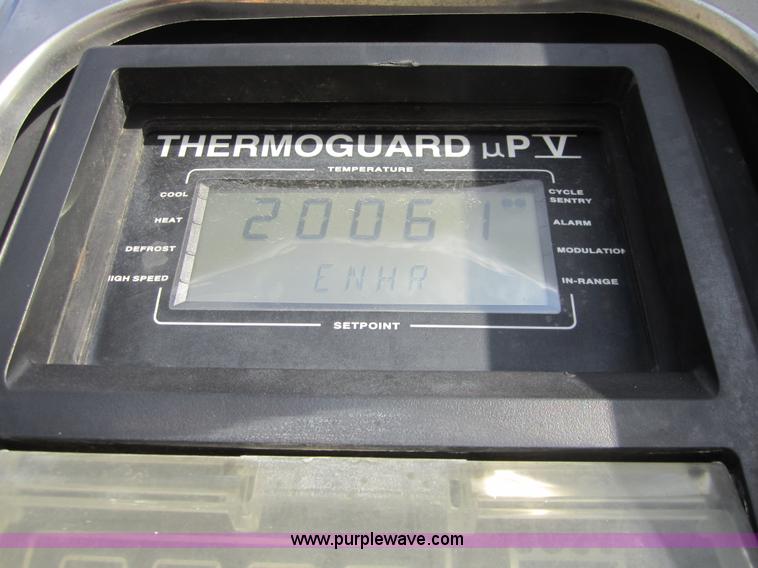 THERMOGUARD µP V
TEMPERATURE
COOL
HEAT
DEFROST
HIGH SPEED
20061
ENHR
CYCLE
SENTRY
ALARM
MODULATION
IN-RANGE
SETPOINT
www.purplewave.com